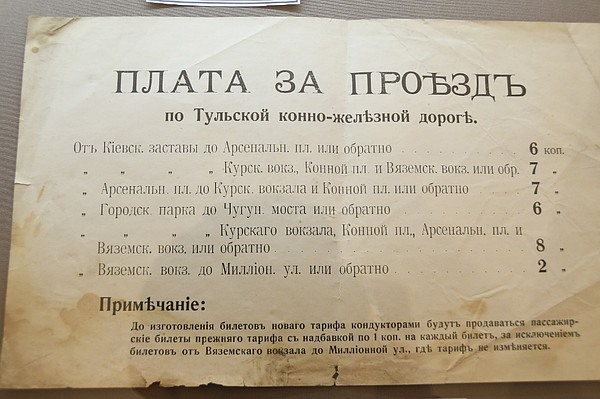 ПЛАТА ЗА ПРОѢЗДЪ
по Тульской конно-желѣзной дорогѣ.
Отъ Кіевск. заставы до Арсенальн. пл. или обратно . . . . . . . . . . 6 коп.
„ „ „ „ Курск. вокз., Конной пл. и Вяземск. вокз. или обр. 7 „
„ Арсенальн. пл. до Курск. вокзала и Конной пл. или обратно . . . . 7 „
„ Городск. парка до Чугун. моста или обратно . . . . . . . . . . 6 „
„ „ „ „ Курскаго вокзала, Конной пл., Арсенальн. пл. и
Вяземск. вокз. или обратно . . . . . . . . . . 8 „
„ Вяземск. вокз. до Милліон. ул. или обратно . . . . . . . . . . 2 „
Примѣчаніе:
До изготовленія билетовъ новаго тарифа кондукторами будутъ продаваться пассажир-
скіе билеты прежняго тарифа съ надбавкой по 1 коп. на каждый билетъ, за исключеніемъ
билетовъ отъ Вяземскаго вокзала до Милліонной ул., гдѣ тарифъ не измѣняется.